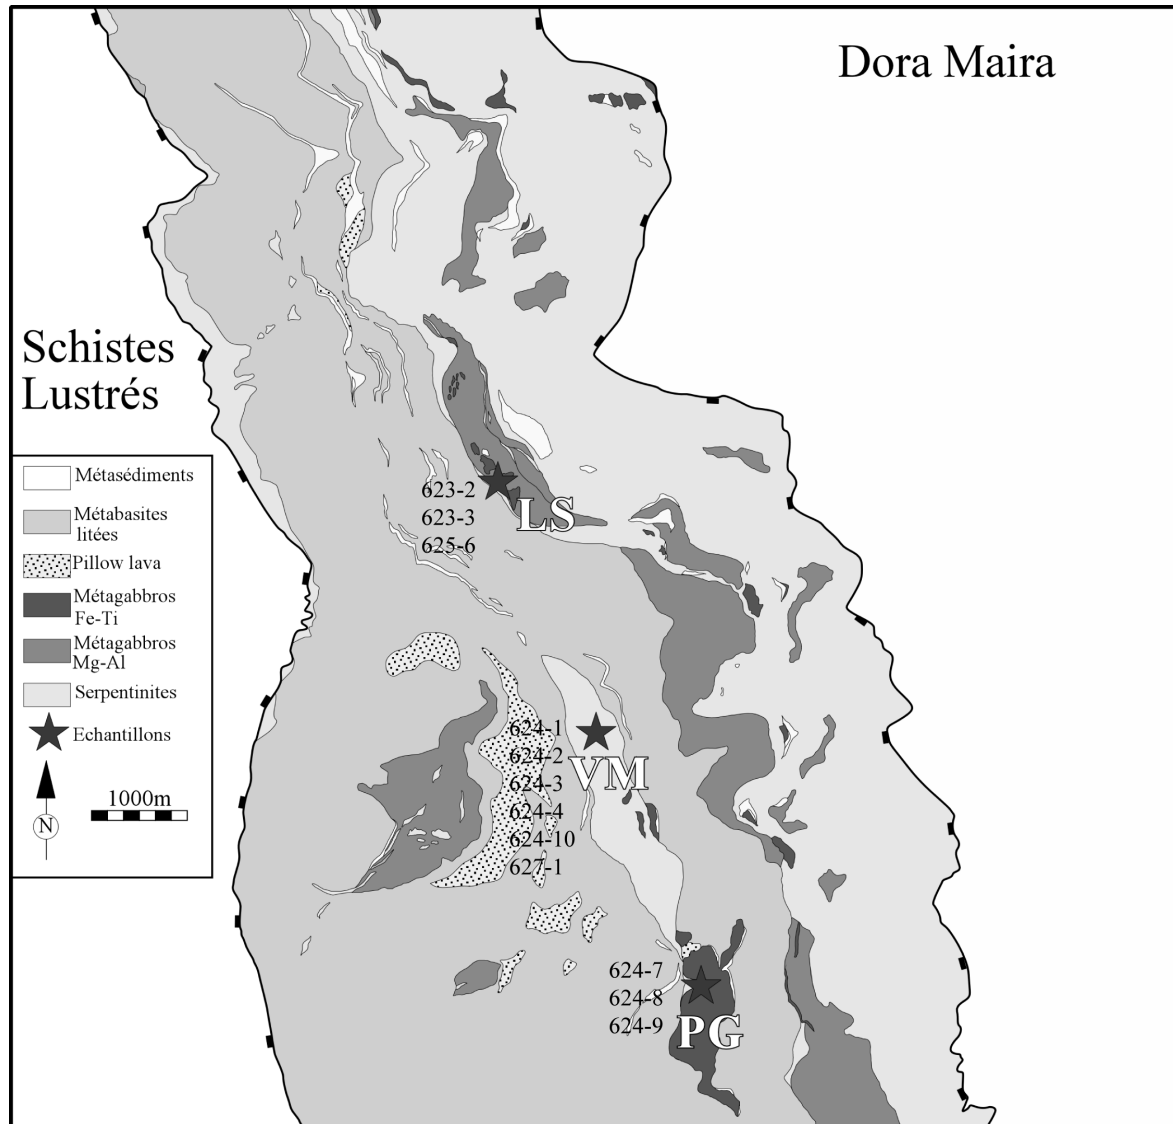 Dora Maira
Schistes
Lustrés
Métasédiments
Métabasites
litées
Pillow lava
Métagabbros
Fe-Ti
Métagabbros
Mg-Al
Serpentinites
Echantillons
N
1000m
623-2
623-3
625-6
LS
624-1
624-2
624-3
624-4
624-10
627-1
VM
624-7
624-8
624-9
PG